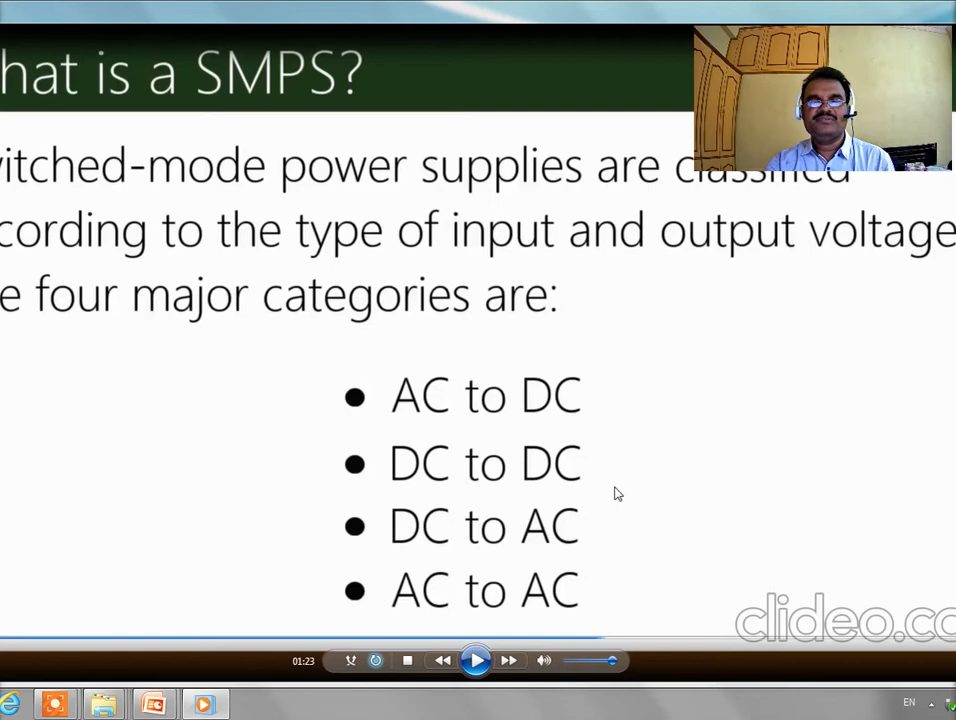 hat is a SMPS?
itched-mode power supplies are classified
cording to the type of input and output voltage
e four major categories are:
• AC to DC
• DC to DC
• DC to AC
• AC to AC
clideo.co
01:23
EN